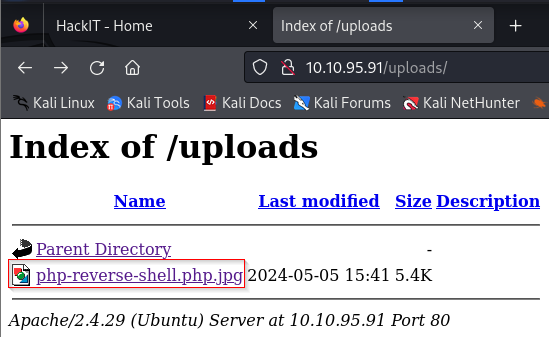 HackIT - Home
Index of /uploads
10.10.95.91/uploads/
Kali Linux Kali Tools Kali Docs Kali Forums Kali NetHunter
Index of /uploads
Name Last modified Size Description
Parent Directory -
php-reverse-shell.php.jpg 2024-05-05 15:41 5.4K
Apache/2.4.29 (Ubuntu) Server at 10.10.95.91 Port 80